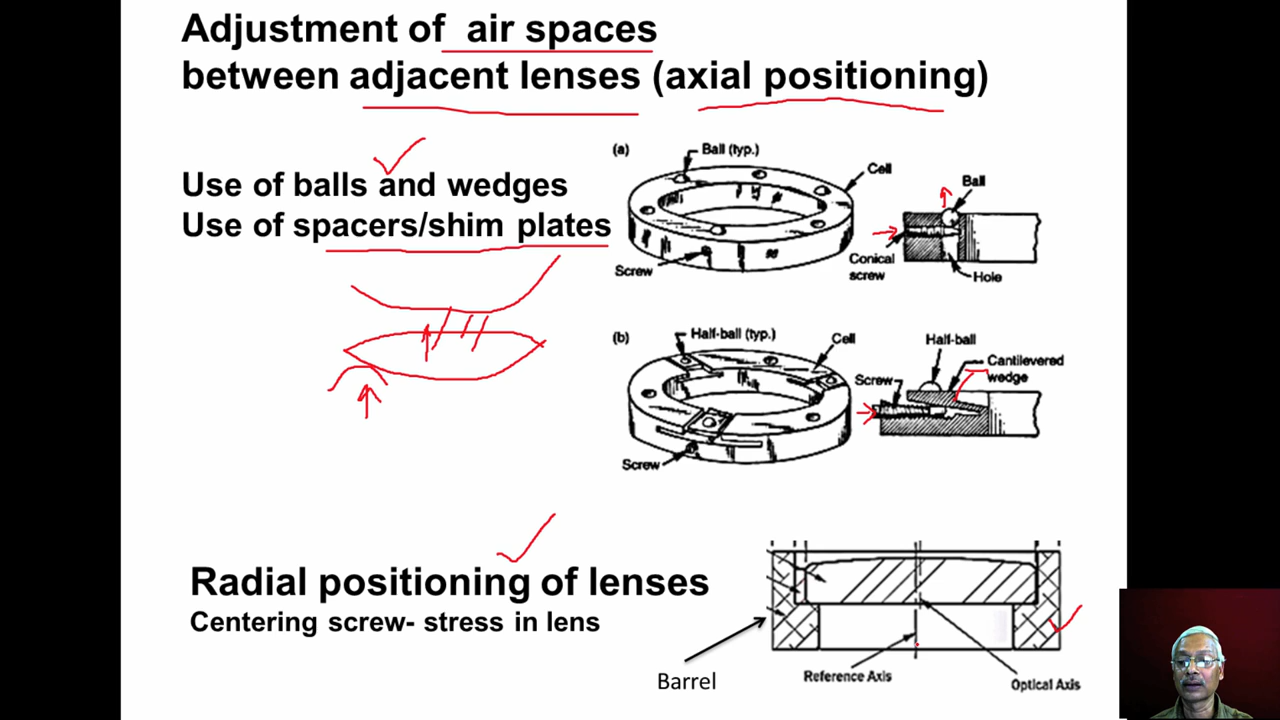 Adjustment of air spaces
between adjacent lenses (axial positioning)
Use of balls and wedges
Use of spacers/shim plates
(a)
Ball (typ.)
Cell
Screw
Ball
Conical
screw
Hole
(b)
Half-ball (typ.)
Cell
Screw
Half-ball
Cantilevered
wedge
Screw
Radial positioning of lenses
Centering screw- stress in lens
Barrel
Reference Axis
Optical Axis